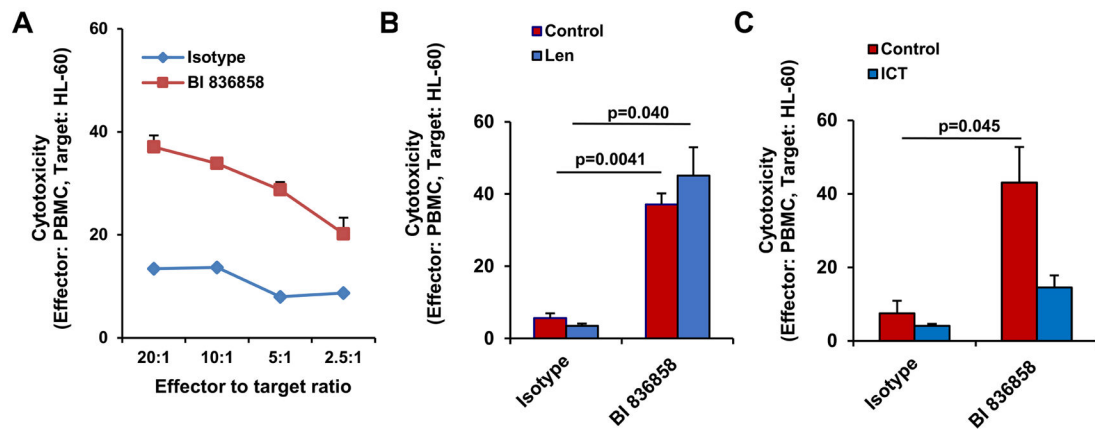 A
Cytotoxicity
(Effector: PBMC, Target: HL-60)
60
40
20
0
Isotype
BI 836858
20:1
10:1
5:1
2.5:1
Effector to target ratio
B
Cytotoxicity
(Effector: PBMC, Target: HL-60)
Control
Len
p=0.040
p=0.0041
60
40
20
0
Isotype
BI 836858
C
Cytotoxicity
(Effector: PBMC, Target: HL-60)
Control
ICT
p=0.045
60
40
20
0
Isotype
BI 836858